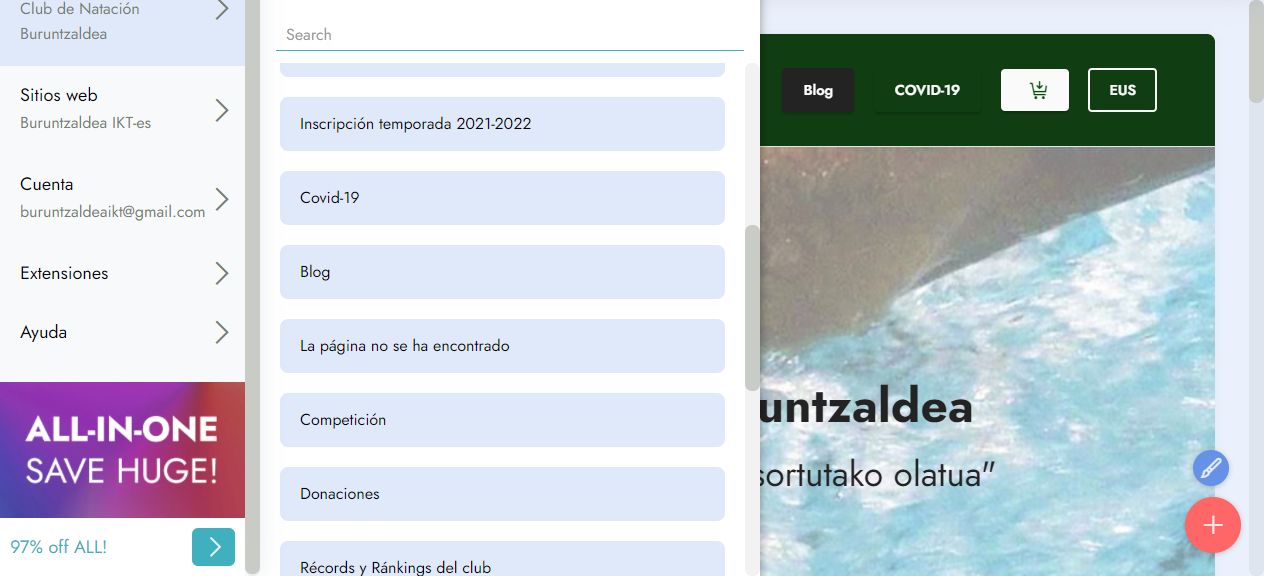 Club de Natación
Buruntzaldea
Sitios web
Buruntzaldea IKT-es
Cuenta
buruntzaldeaikt@gmail.com
Extensiones
Ayuda
ALL-IN-ONE
SAVE HUGE!
97% off ALL!
Search
Inscripción temporada 2021-2022
Covid-19
Blog
La página no se ha encontrado
Competición
Donaciones
Récords y Ránkings del club
Blog
COVID-19
EUS
untzaldea
sortutako olatua"